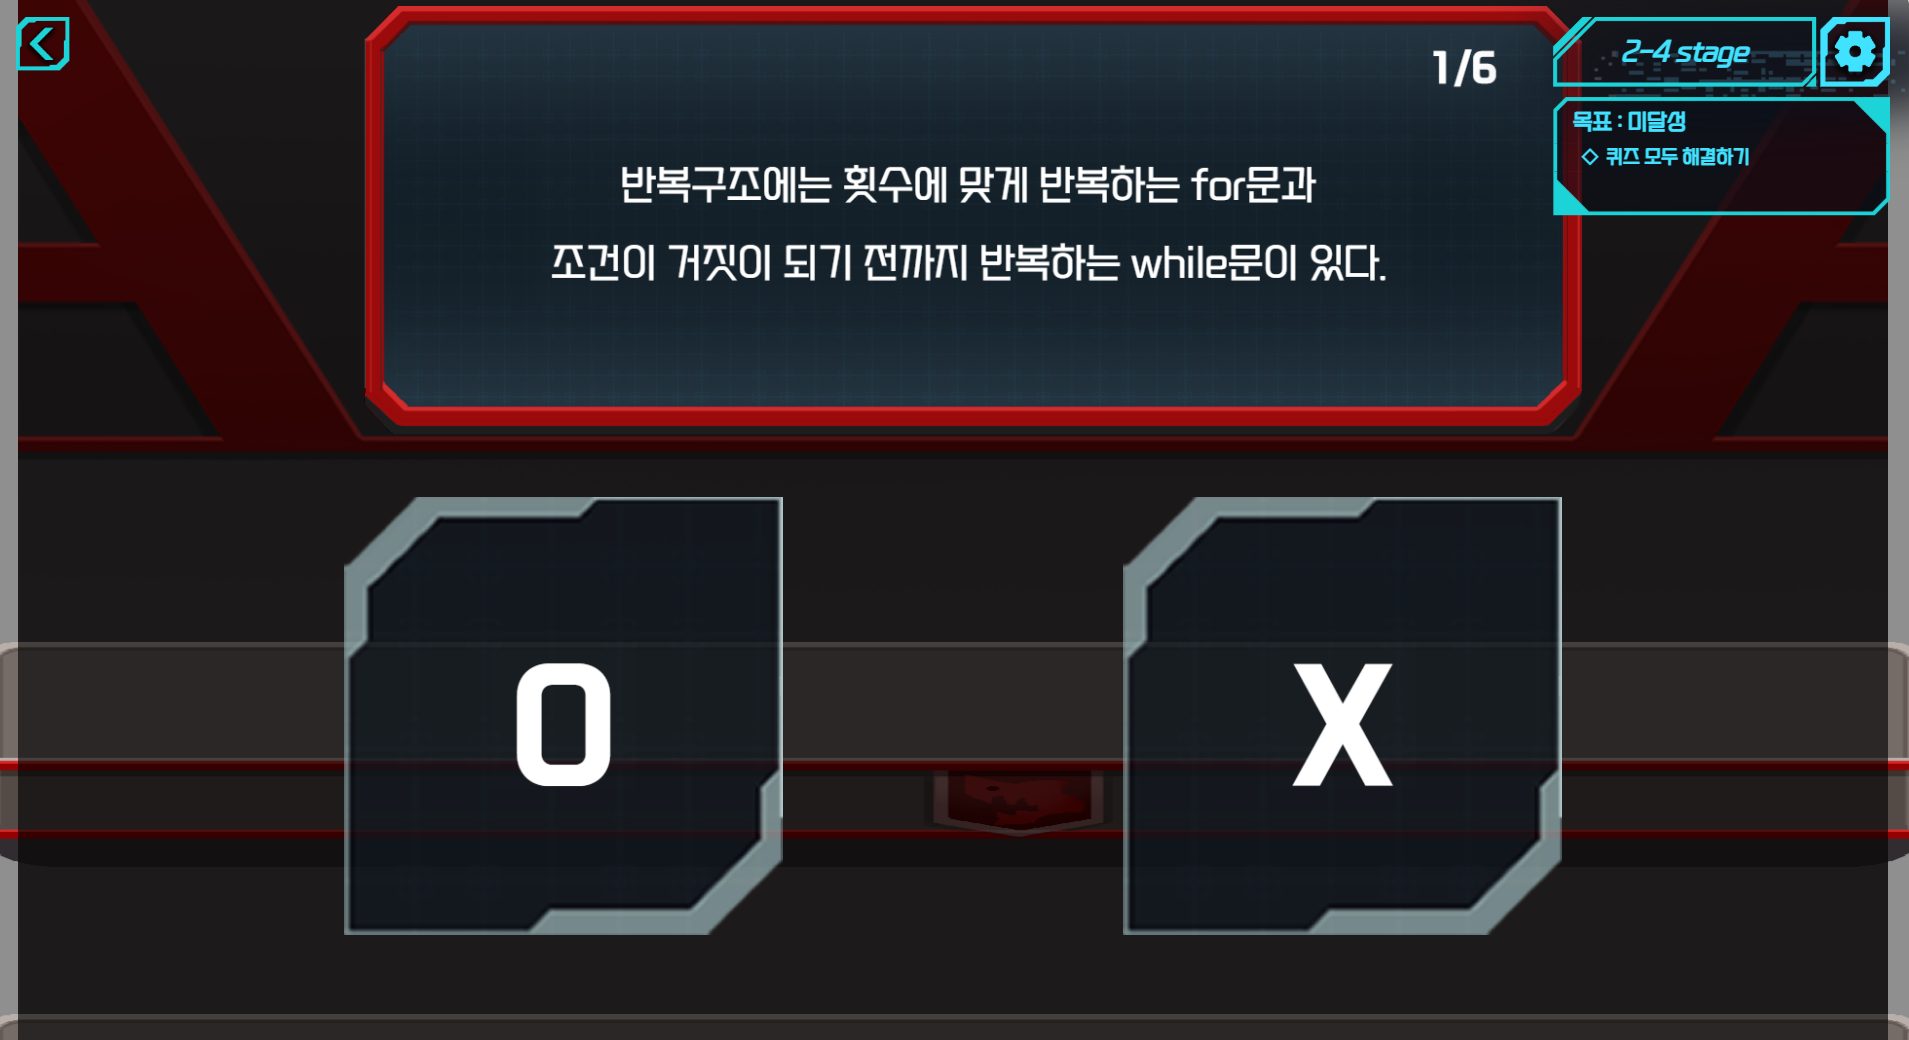 1/6
2-4 stage
목표 : 미달성
◇ 퀴즈 모두 해결하기
반복구조에는 횟수에 맞게 반복하는 for문과
조건이 거짓이 되기 전까지 반복하는 while문이 있다.
O
X